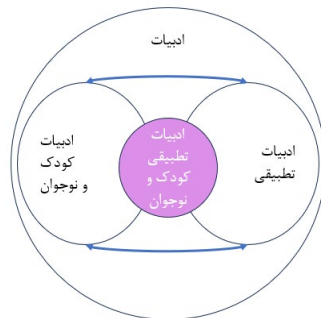 ادبیات
ادبیات
تطبیقی
ادبیات
تطبیقی
کودک و
نوجوان
ادبیات
کودک
و نوجوان